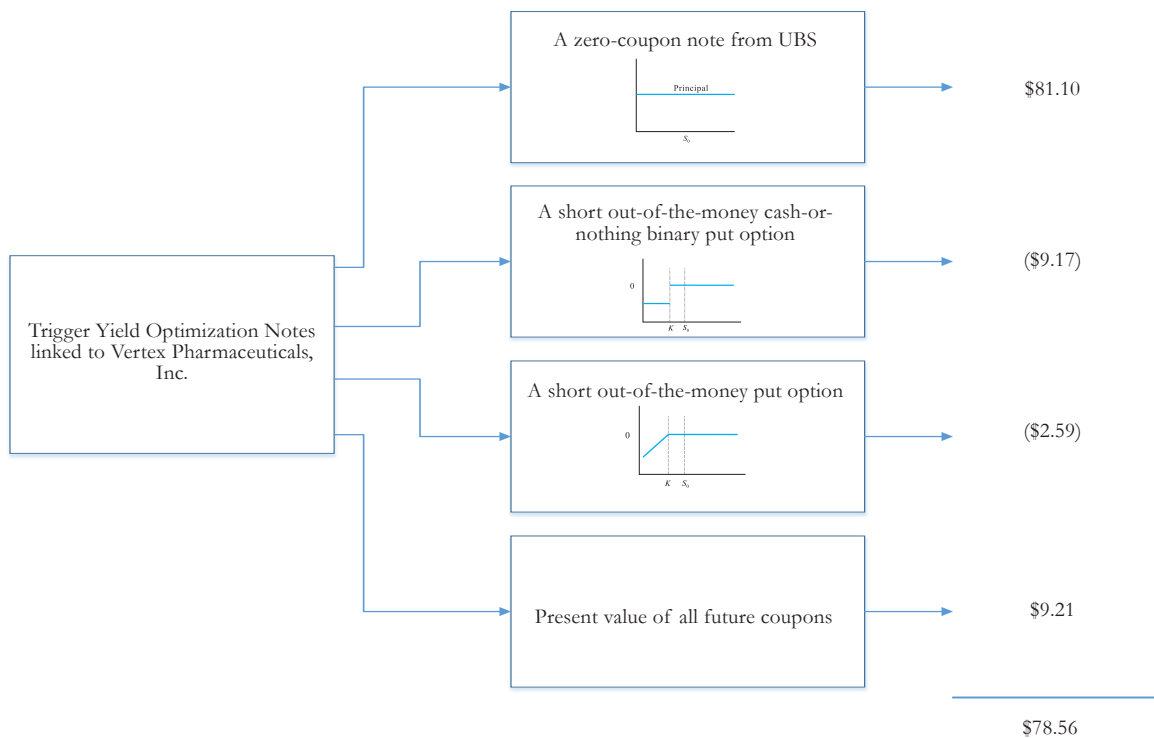 A zero-coupon note from UBS
Principal
S₀
$81.10
A short out-of-the-money cash-or-
nothing binary put option
0
K
S₀
($9.17)
Trigger Yield Optimization Notes
linked to Vertex Pharmaceuticals,
Inc.
A short out-of-the-money put option
0
K
S₀
($2.59)
Present value of all future coupons
$9.21
$78.56